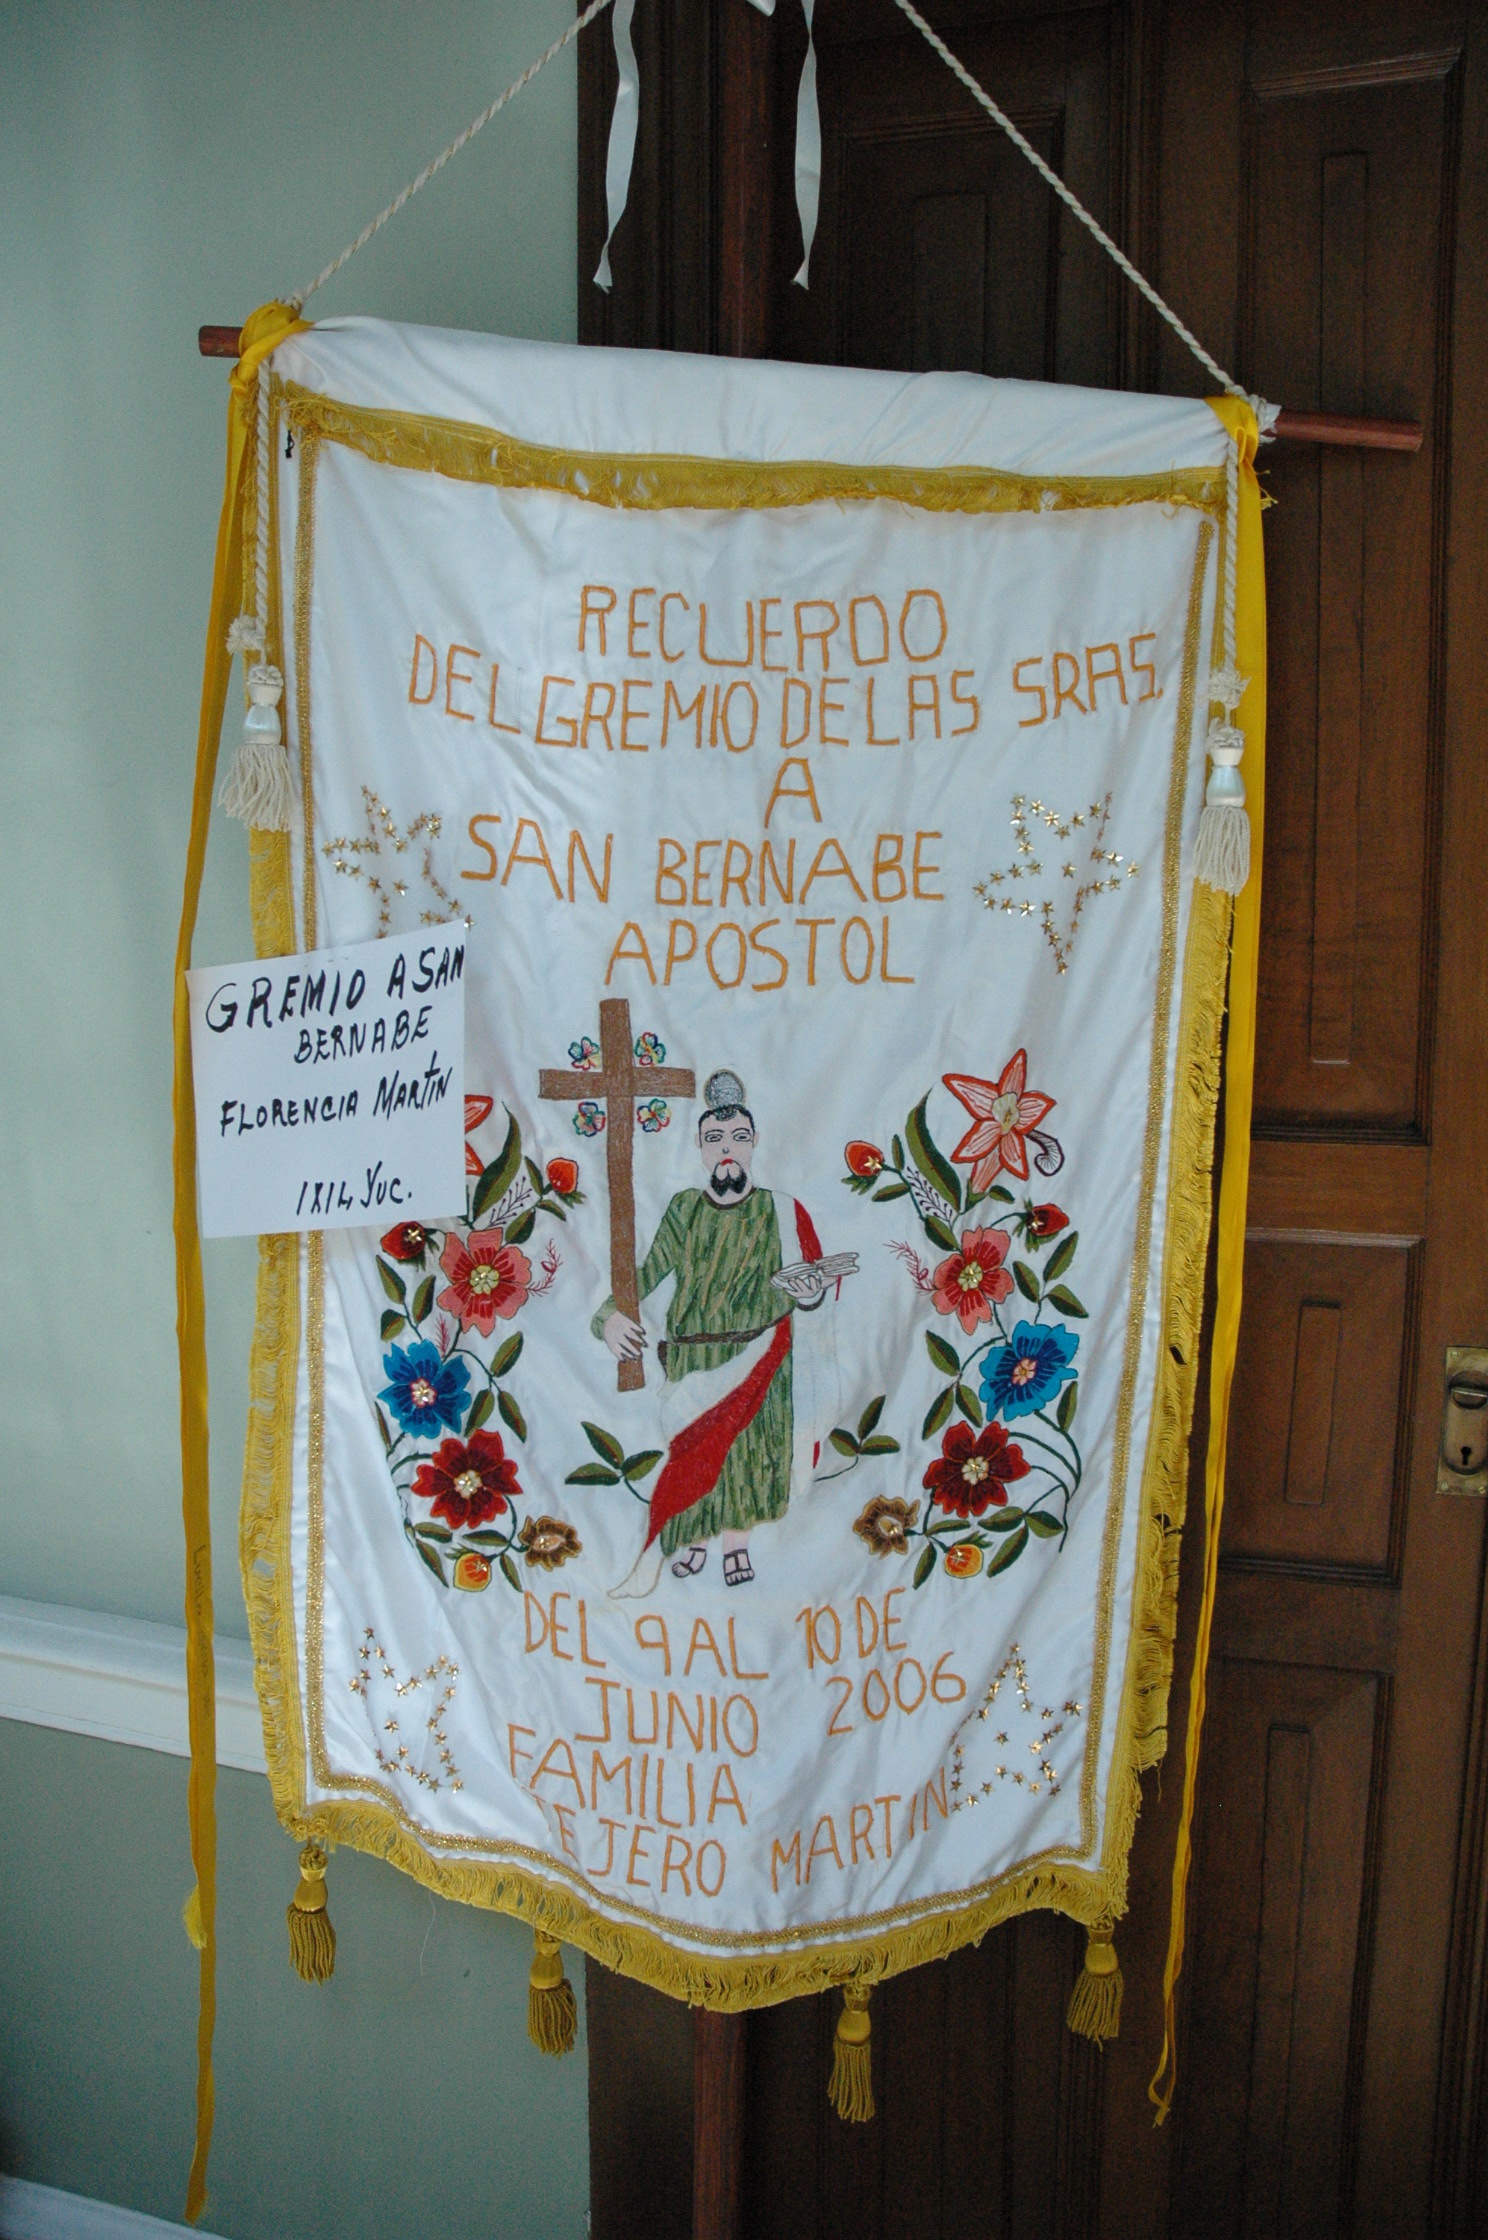 RECUERDO
DEL GREMIO DE LAS SRAS.
A
SAN BERNABE
APOSTOL
GREMIO A SAN
BERNABE
FLORENCIA MARTIN
IXIL YUC.
DEL 9 AL 10 DE
JUNIO 2006
FAMILIA
TEJERO MARTIN